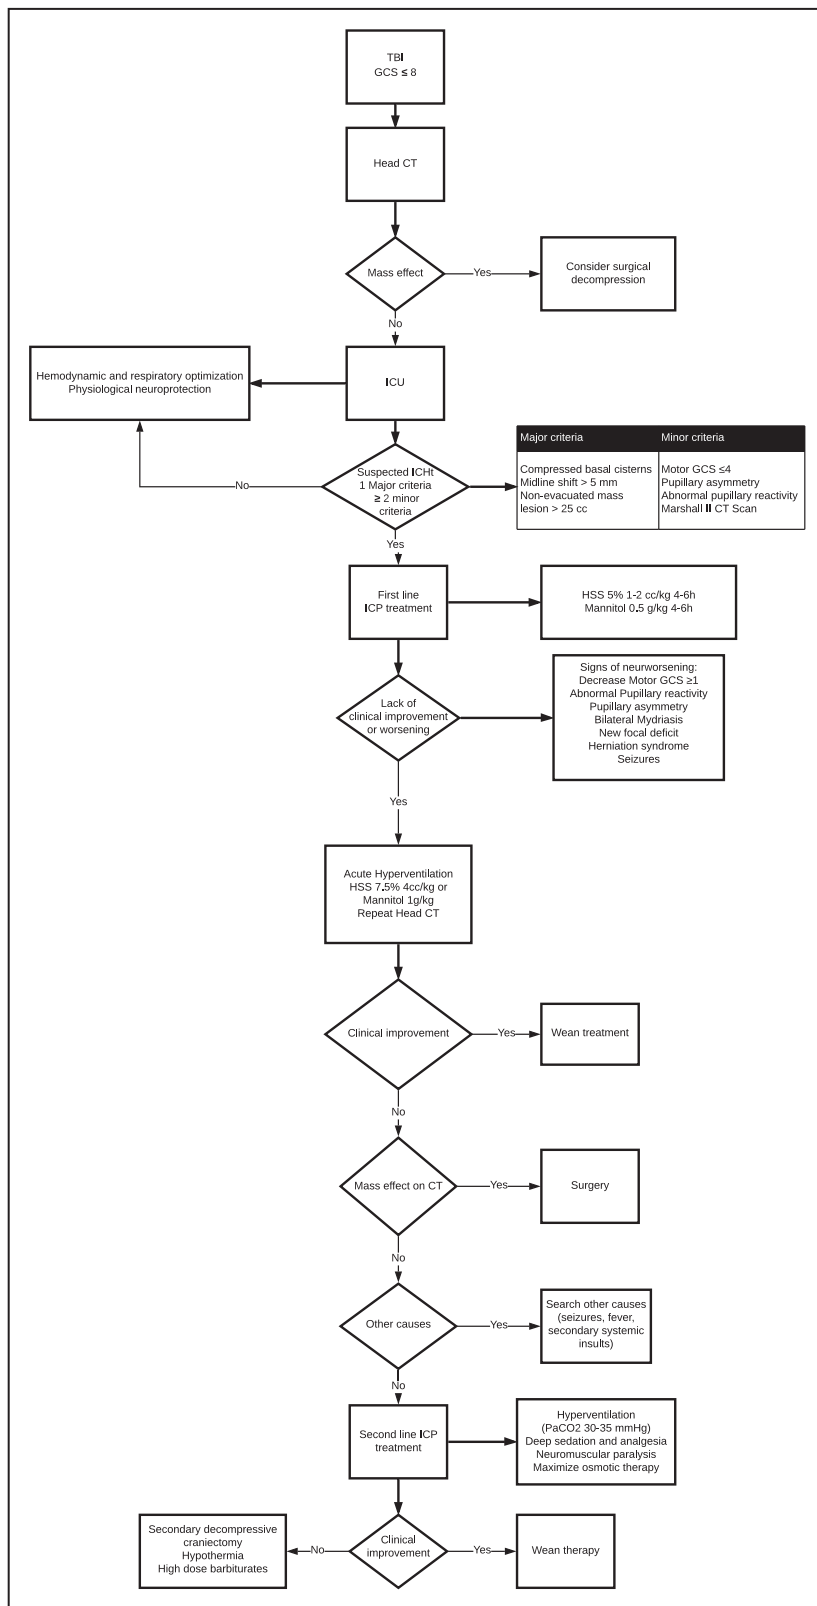 TBI
GCS ≤ 8
Head CT
Mass effect
Yes
Consider surgical
decompression
No
Hemodynamic and respiratory optimization
Physiological neuroprotection
ICU
Major criteria
Minor criteria
Suspected ICHt
1 Major criteria
≥ 2 minor
criteria
No
Compressed basal cisterns
Midline shift > 5 mm
Non-evacuated mass
lesion > 25 cc
Motor GCS ≤4
Pupillary asymmetry
Abnormal pupillary reactivity
Marshall II CT Scan
Yes
First line
ICP treatment
HSS 5% 1-2 cc/kg 4-6h
Mannitol 0.5 g/kg 4-6h
Lack of
clinical improvement
or worsening
Signs of neurworsening:
Decrease Motor GCS ≥1
Abnormal Pupillary reactivity
Pupillary asymmetry
Bilateral Mydriasis
New focal deficit
Herniation syndrome
Seizures
Yes
Acute Hyperventilation
HSS 7.5% 4cc/kg or
Mannitol 1g/kg
Repeat Head CT
Clinical improvement
Yes
Wean treatment
No
Mass effect on CT
Yes
Surgery
No
Other causes
Yes
Search other causes
(seizures, fever,
secondary systemic
insults)
No
Second line ICP
treatment
Hyperventilation
(PaCO2 30-35 mmHg)
Deep sedation and analgesia
Neuromuscular paralysis
Maximize osmotic therapy
Secondary decompressive
craniectomy
Hypothermia
High dose barbiturates
No
Clinical
improvement
Yes
Wean therapy